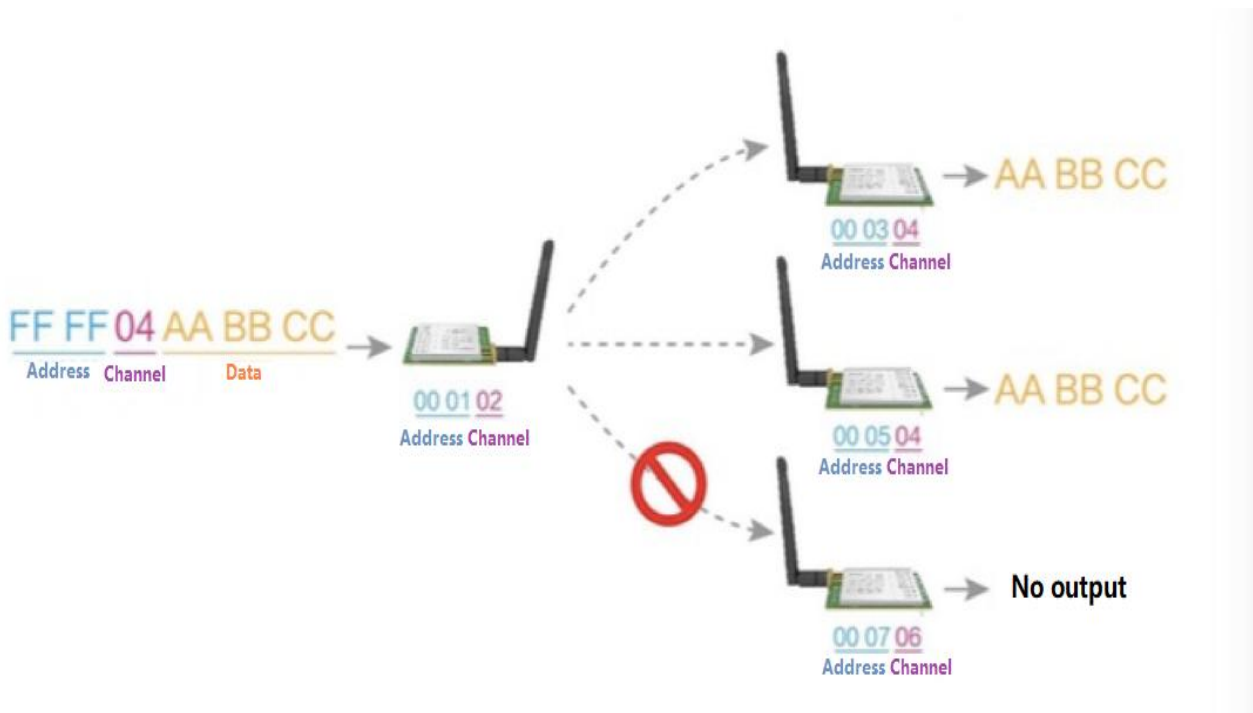 FF FF 04 AA BB CC
Address Channel Data
00 01 02
Address Channel
AA BB CC
00 03 04
Address Channel
AA BB CC
00 05 04
Address Channel
No output
00 07 06
Address Channel